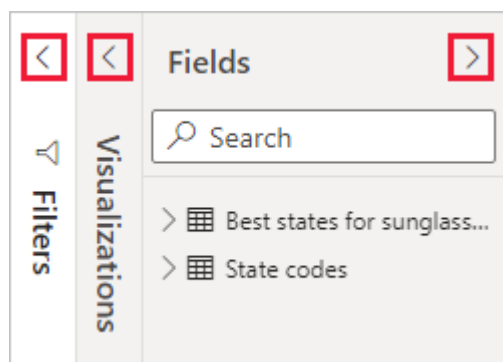 Filters
Visualizations
Fields
Search
Best states for sunglass...
State codes